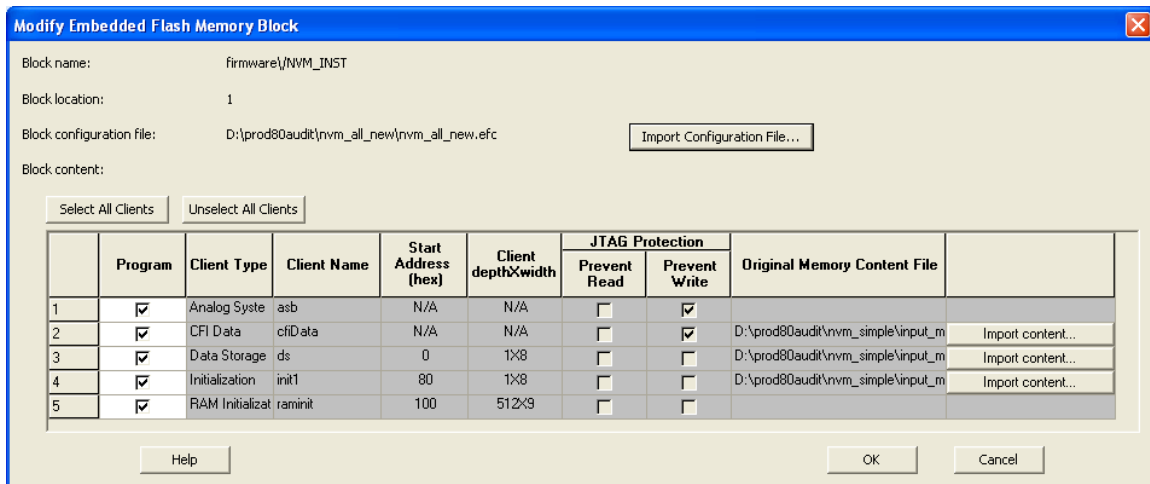 Modify Embedded Flash Memory Block
Block name: firmware\/NVM_INST
Block location: 1
Block configuration file: D:\prod80audit\nvm_all_new\nvm_all_new.efc Import Configuration File...
Block content:
Select All Clients Unselect All Clients
Program Client Type Client Name Start Address (hex) Client depthXwidth JTAG Protection Prevent Read Prevent Write Original Memory Content File
1 Analog Syste asb N/A N/A
2 CFI Data cfiData N/A N/A D:\prod80audit\nvm_simple\input_m Import content...
3 Data Storage ds 0 1X8 D:\prod80audit\nvm_simple\input_m Import content...
4 Initialization init1 80 1X8 D:\prod80audit\nvm_simple\input_m Import content...
5 RAM Initializat raminit 100 512X9
Help OK Cancel